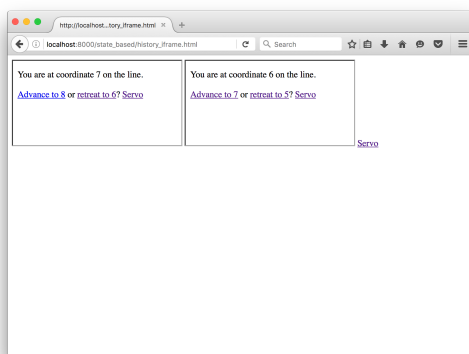 http://localhost...tory_iframe.html
localhost:8000/state_based/history_iframe.html
Search
You are at coordinate 7 on the line.
Advance to 8 or retreat to 6? Servo
You are at coordinate 6 on the line.
Advance to 7 or retreat to 5? Servo
Servo